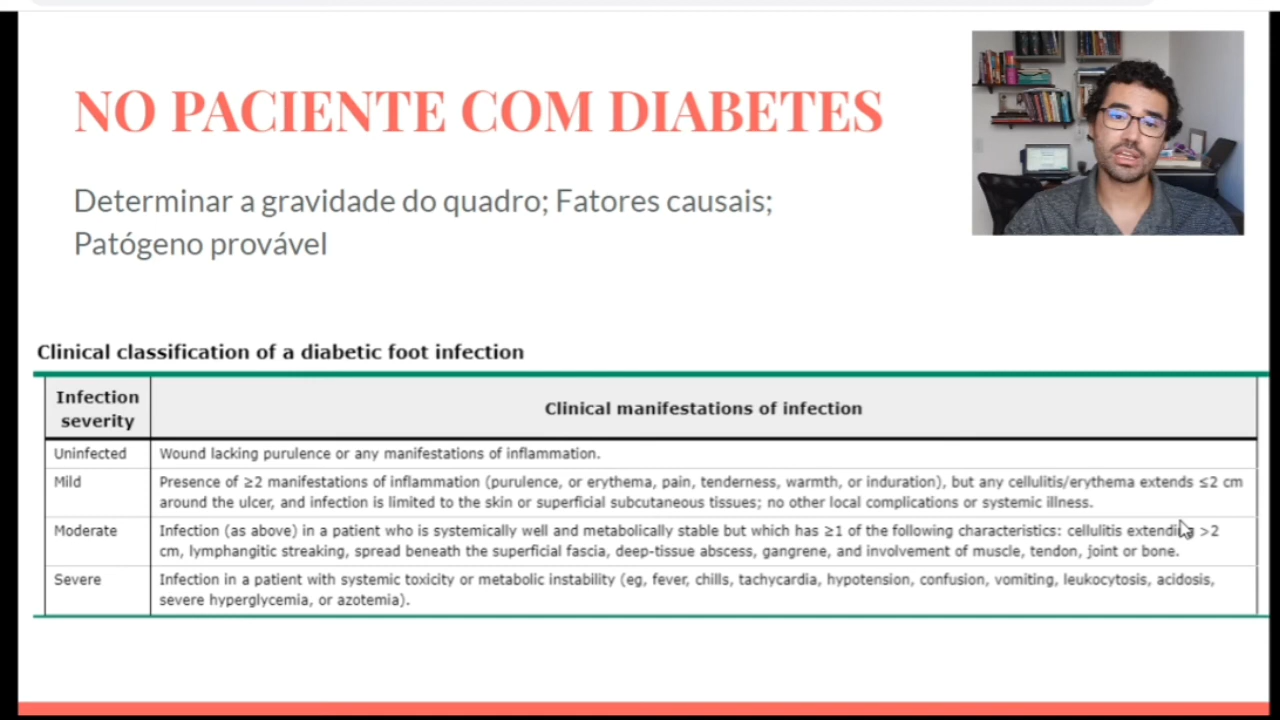 NO PACIENTE COM DIABETES
Determinar a gravidade do quadro; Fatores causais;
Patógeno provável
Clinical classification of a diabetic foot infection
Infection
severity
Clinical manifestations of infection
Uninfected
Wound lacking purulence or any manifestations of inflammation.
Mild
Presence of ≥2 manifestations of inflammation (purulence, or erythema, pain, tenderness, warmth, or induration), but any cellulitis/erythema extends ≤2 cm
around the ulcer, and infection is limited to the skin or superficial subcutaneous tissues; no other local complications or systemic illness.
Moderate
Infection (as above) in a patient who is systemically well and metabolically stable but which has ≥1 of the following characteristics: cellulitis extending >2
cm, lymphangitic streaking, spread beneath the superficial fascia, deep-tissue abscess, gangrene, and involvement of muscle, tendon, joint or bone.
Severe
Infection in a patient with systemic toxicity or metabolic instability (eg, fever, chills, tachycardia, hypotension, confusion, vomiting, leukocytosis, acidosis,
severe hyperglycemia, or azotemia).